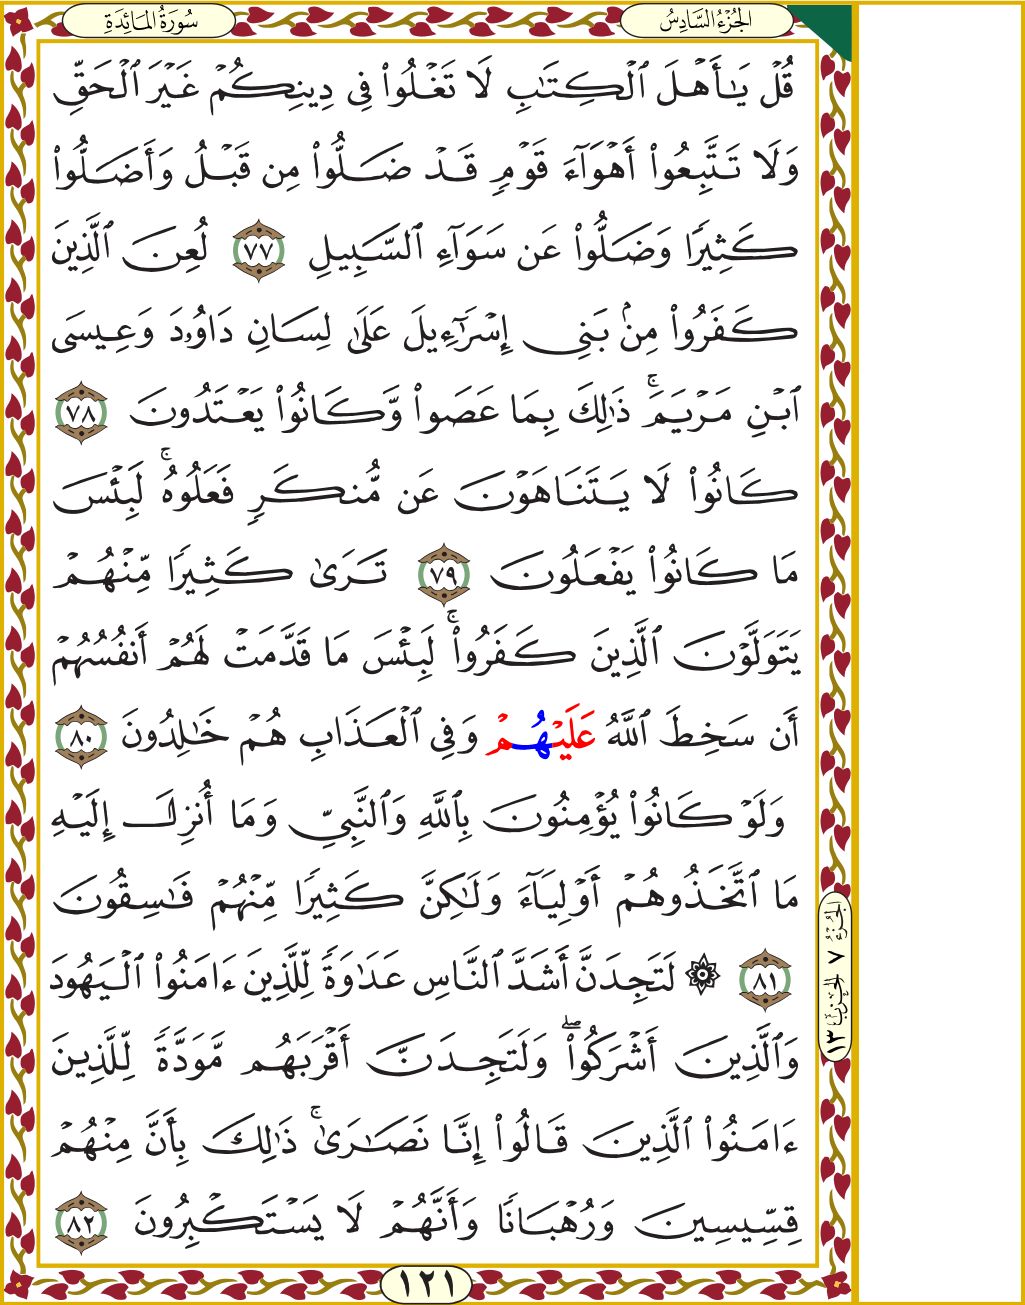 سُورَةُ المَائِدَةِ
الجُزْءُ السَّادِسُ
قُلْ يَـٰٓأَهْلَ ٱلْكِتَـٰبِ لَا تَغْلُوا۟ فِى دِينِكُمْ غَيْرَ ٱلْحَقِّ
وَلَا تَتَّبِعُوٓا۟ أَهْوَآءَ قَوْمٍ قَدْ ضَلُّوا۟ مِن قَبْلُ وَأَضَلُّوا۟
كَثِيرًا وَضَلُّوا۟ عَن سَوَآءِ ٱلسَّبِيلِ ٧٧ لُعِنَ ٱلَّذِينَ
كَفَرُوا۟ مِنۢ بَنِىٓ إِسْرَٰٓءِيلَ عَلَىٰ لِسَانِ دَاوُۥدَ وَعِيسَى
ٱبْنِ مَرْيَمَ ۚ ذَٰلِكَ بِمَا عَصَوا۟ وَّكَانُوا۟ يَعْتَدُونَ ٧٨
كَانُوا۟ لَا يَتَنَاهَوْنَ عَن مُّنكَرٍ فَعَلُوهُ ۚ لَبِئْسَ
مَا كَانُوا۟ يَفْعَلُونَ ٧٩ تَرَىٰ كَثِيرًا مِّنْهُمْ
يَتَوَلَّوْنَ ٱلَّذِينَ كَفَرُوا۟ ۚ لَبِئْسَ مَا قَدَّمَتْ لَهُمْ أَنفُسُهُمْ
أَن سَخِطَ ٱللَّهُ عَلَيْهُمْ وَفِى ٱلْعَذَابِ هُمْ خَـٰلِدُونَ ٨٠
وَلَوْ كَانُوا۟ يُؤْمِنُونَ بِٱللَّهِ وَٱلنَّبِىِّ وَمَآ أُنزِلَ إِلَيْهِ
مَا ٱتَّخَذُوهُمْ أَوْلِيَآءَ وَلَـٰكِنَّ كَثِيرًا مِّنْهُمْ فَـٰسِقُونَ
٨١ ۞ لَتَجِدَنَّ أَشَدَّ ٱلنَّاسِ عَدَٰوَةً لِّلَّذِينَ ءَامَنُوا۟ ٱلْيَهُودَ
وَٱلَّذِينَ أَشْرَكُوا۟ ۖ وَلَتَجِدَنَّ أَقْرَبَهُم مَّوَدَّةً لِّلَّذِينَ
ءَامَنُوا۟ ٱلَّذِينَ قَالُوٓا۟ إِنَّا نَصَـٰرَىٰ ۚ ذَٰلِكَ بِأَنَّ مِنْهُمْ
قِسِّيسِينَ وَرُهْبَانًا وَأَنَّهُمْ لَا يَسْتَكْبِرُونَ ٨٢
الجُزْءُ ٧ الحِزْبُ ١٣
١٢١